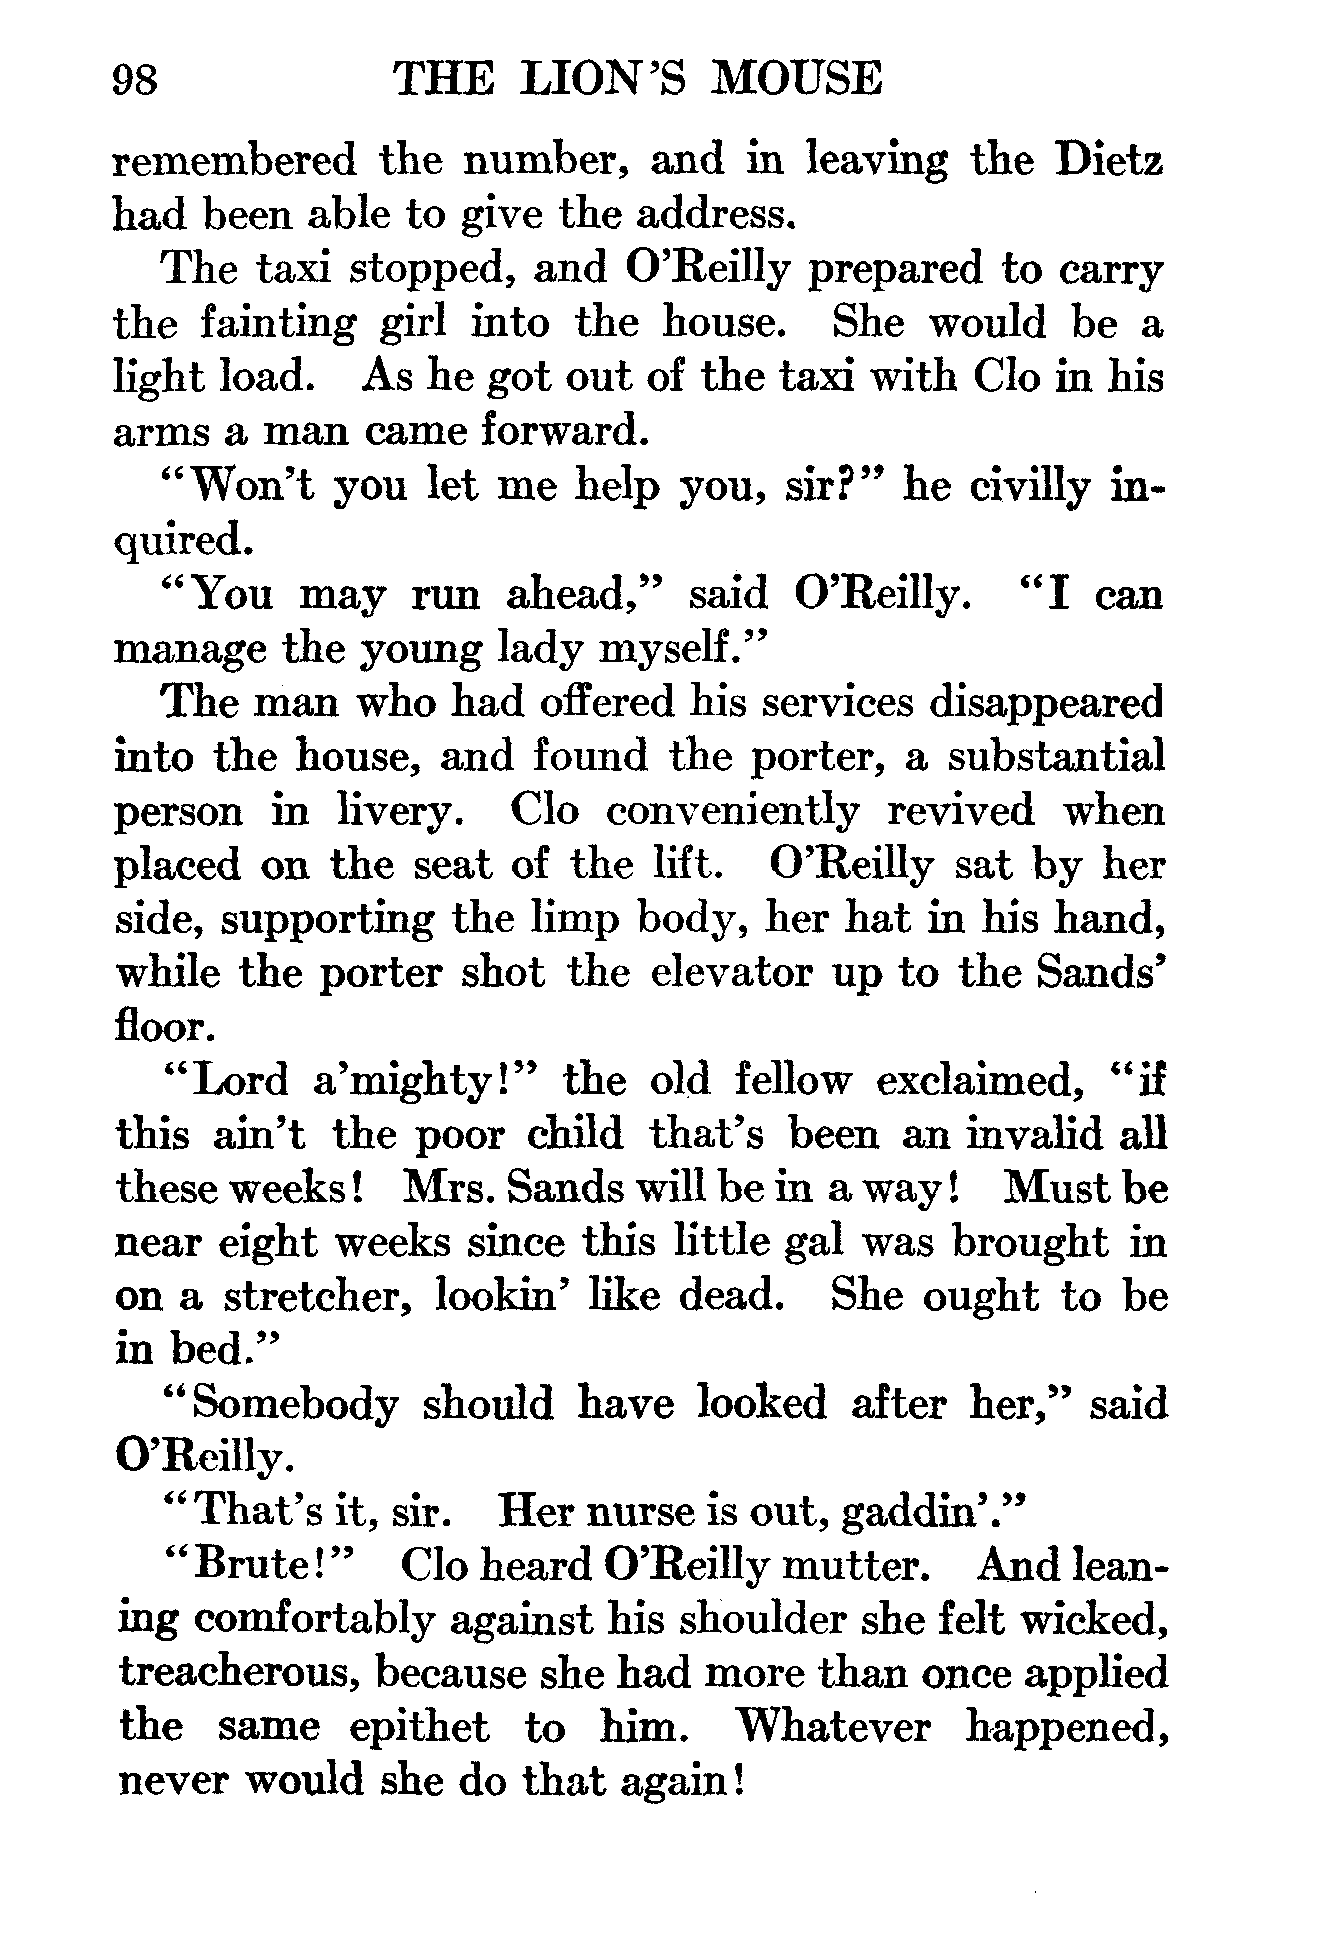 98 THE LION'S MOUSE
remembered the number, and in leaving the Dietz
had been able to give the address.
The taxi stopped, and O'Reilly prepared to carry
the fainting girl into the house. She would be a
light load. As he got out of the taxi with Clo in his
arms a man came forward.
"Won't you let me help you, sir?" he civilly in-
quired.
"You may run ahead," said O'Reilly. "I can
manage the young lady myself."
The man who had offered his services disappeared
into the house, and found the porter, a substantial
person in livery. Clo conveniently revived when
placed on the seat of the lift. O'Reilly sat by her
side, supporting the limp body, her hat in his hand,
while the porter shot the elevator up to the Sands'
floor.
"Lord a'mighty!" the old fellow exclaimed, "if
this ain't the poor child that's been an invalid all
these weeks! Mrs. Sands will be in a way! Must be
near eight weeks since this little gal was brought in
on a stretcher, lookin' like dead. She ought to be
in bed."
"Somebody should have looked after her," said
O'Reilly.
"That's it, sir. Her nurse is out, gaddin'."
"Brute!" Clo heard O'Reilly mutter. And lean-
ing comfortably against his shoulder she felt wicked,
treacherous, because she had more than once applied
the same epithet to him. Whatever happened,
never would she do that again!